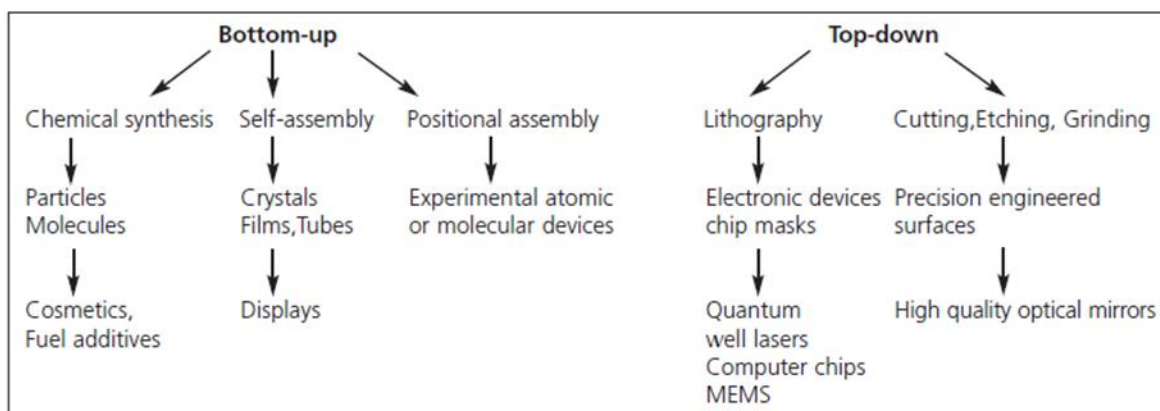 Bottom-up
Top-down
Chemical synthesis
Self-assembly
Positional assembly
Lithography
Cutting,Etching, Grinding
Particles
Molecules
Crystals
Films,Tubes
Experimental atomic
or molecular devices
Electronic devices
chip masks
Precision engineered
surfaces
Cosmetics,
Fuel additives
Displays
Quantum
well lasers
Computer chips
MEMS
High quality optical mirrors